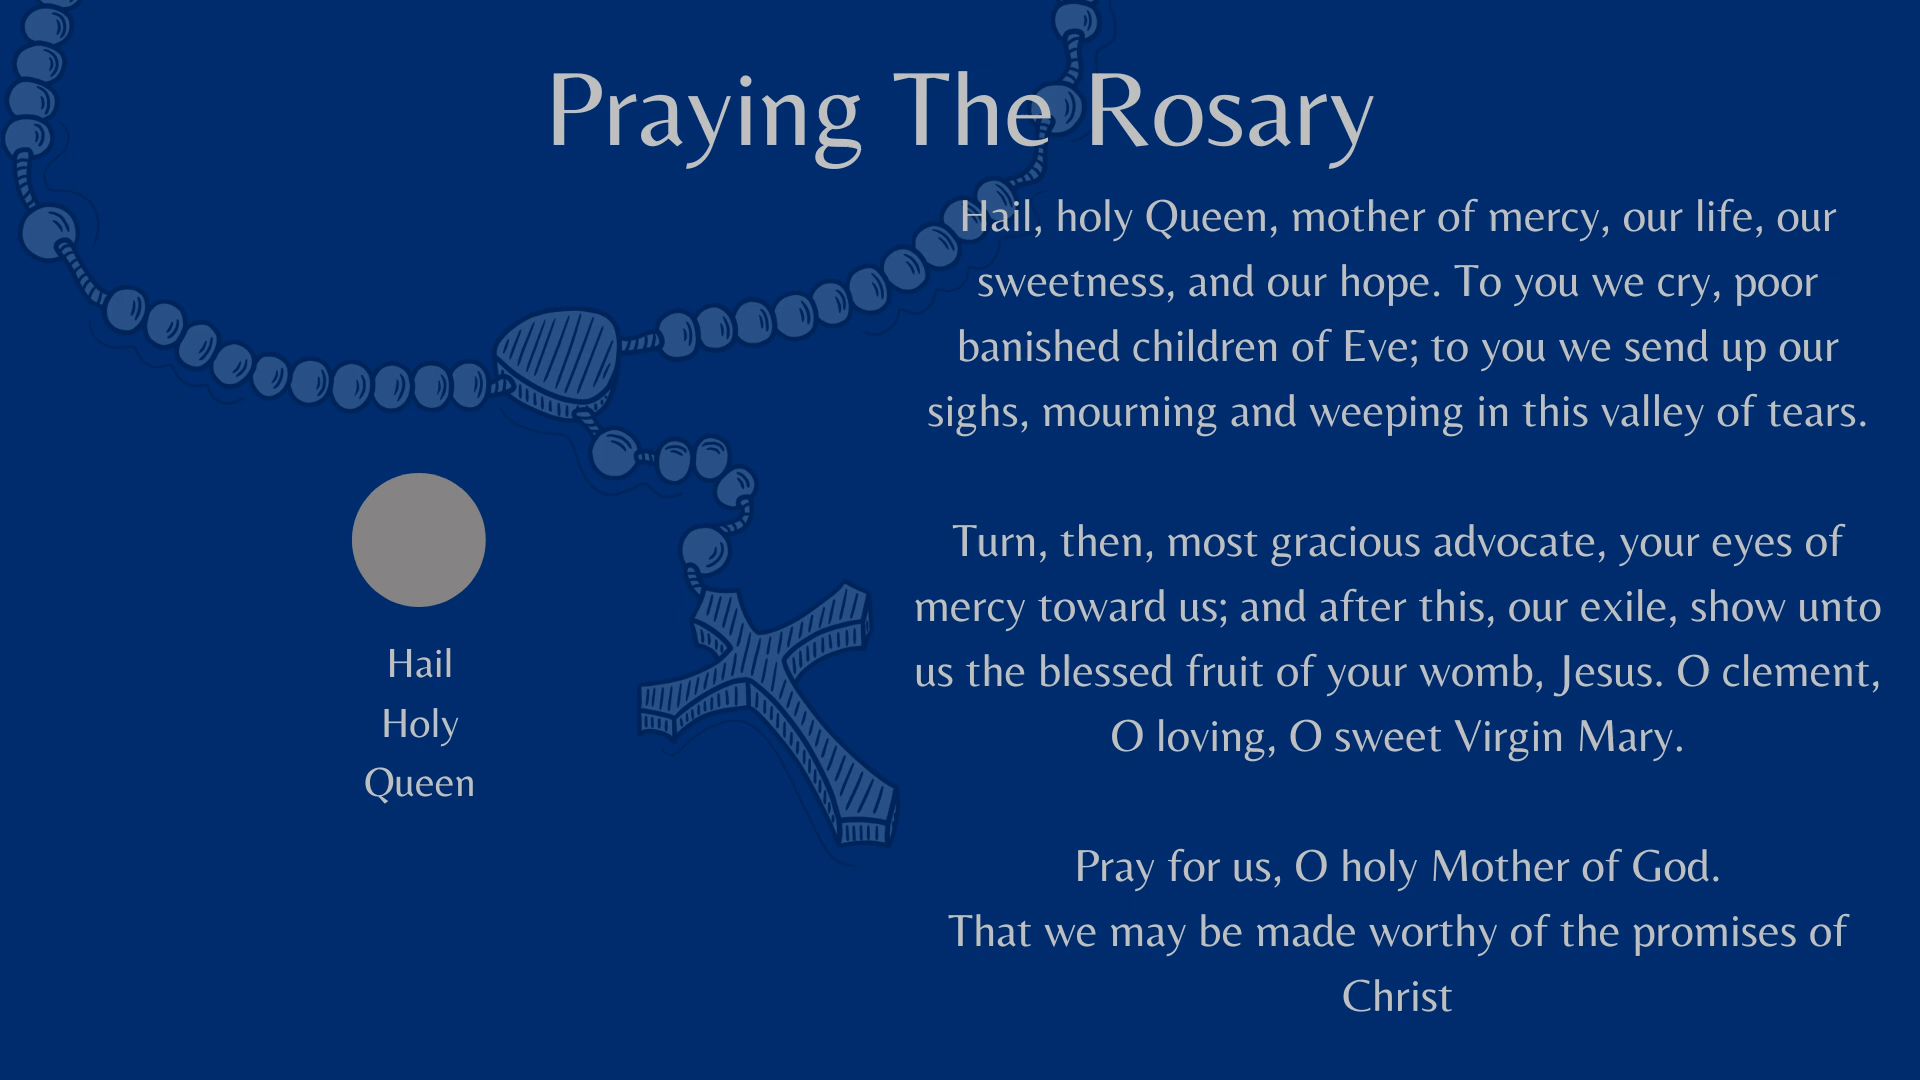 Praying The Rosary
Hail, holy Queen, mother of mercy, our life, our
sweetness, and our hope. To you we cry, poor
banished children of Eve; to you we send up our
sighs, mourning and weeping in this valley of tears.
Turn, then, most gracious advocate, your eyes of
mercy toward us; and after this, our exile, show unto
us the blessed fruit of your womb, Jesus. O clement,
O loving, O sweet Virgin Mary.
Pray for us, O holy Mother of God.
That we may be made worthy of the promises of
Christ
Hail
Holy
Queen